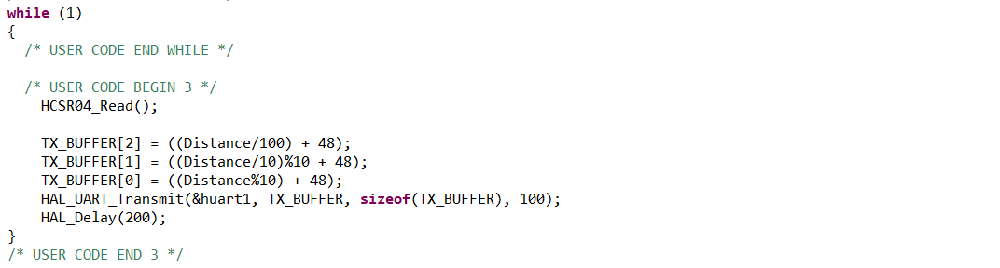 while (1)
{
/* USER CODE END WHILE */
/* USER CODE BEGIN 3 */
HCSR04_Read();
TX_BUFFER[2] = ((Distance/100) + 48);
TX_BUFFER[1] = ((Distance/10)%10 + 48);
TX_BUFFER[0] = ((Distance%10) + 48);
HAL_UART_Transmit(&huart1, TX_BUFFER, sizeof(TX_BUFFER), 100);
HAL_Delay(200);
}
/* USER CODE END 3 */